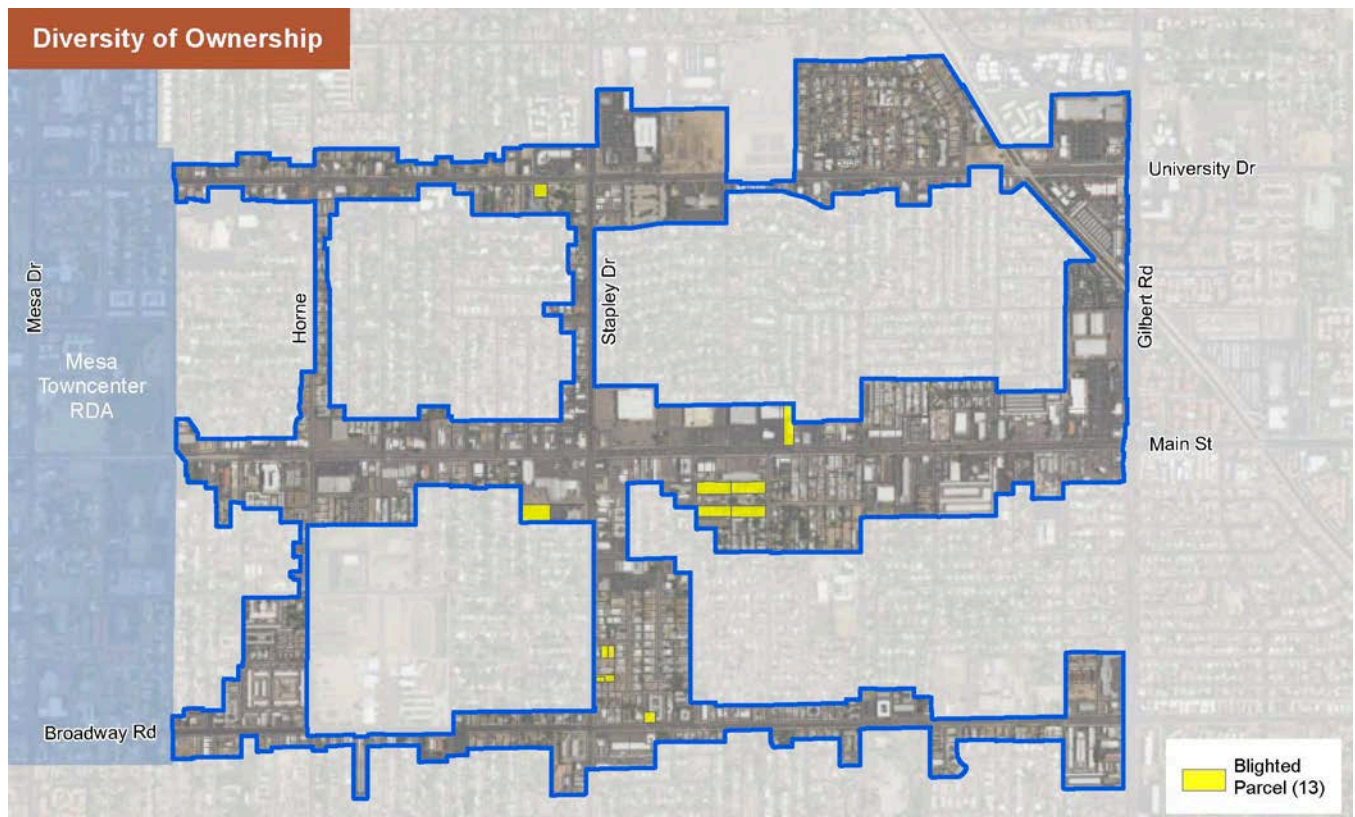 Diversity of Ownership
University Dr
Mesa Dr
Horne
Stapley Dr
Gilbert Rd
Mesa
Towncenter
RDA
Main St
Broadway Rd
Blighted
Parcel (13)